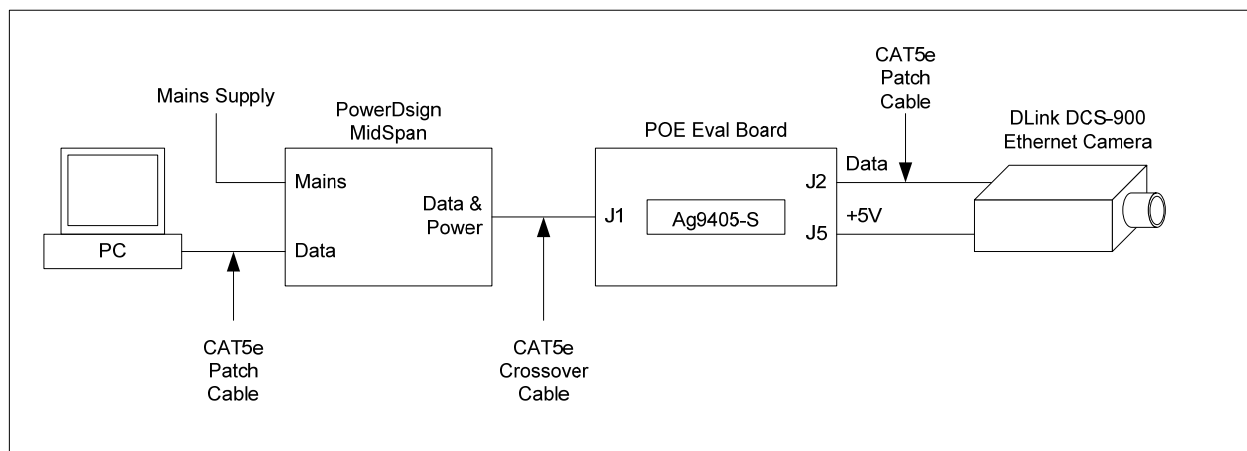 Mains Supply
PowerDsign
MidSpan
Mains
Data &
Power
Data
PC
CAT5e
Patch
Cable
CAT5e
Crossover
Cable
POE Eval Board
J1
Ag9405-S
J2
J5
Data
+5V
CAT5e
Patch
Cable
DLink DCS-900
Ethernet Camera